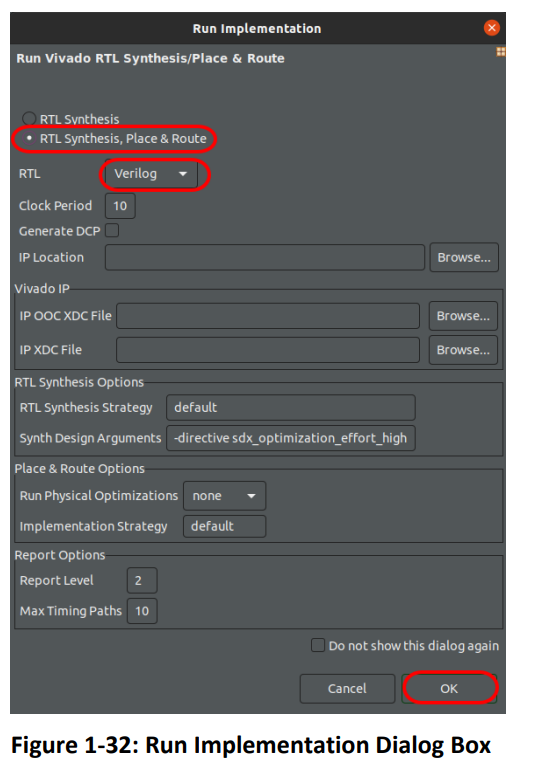 Run Implementation
Run Vivado RTL Synthesis/Place & Route
RTL Synthesis
RTL Synthesis, Place & Route
RTL Verilog
Clock Period 10
Generate DCP
IP Location Browse...
Vivado IP
IP OOC XDC File Browse...
IP XDC File Browse...
RTL Synthesis Options
RTL Synthesis Strategy default
Synth Design Arguments -directive sdx_optimization_effort_high
Place & Route Options
Run Physical Optimizations none
Implementation Strategy default
Report Options
Report Level 2
Max Timing Paths 10
Do not show this dialog again
Cancel OK
Figure 1-32: Run Implementation Dialog Box